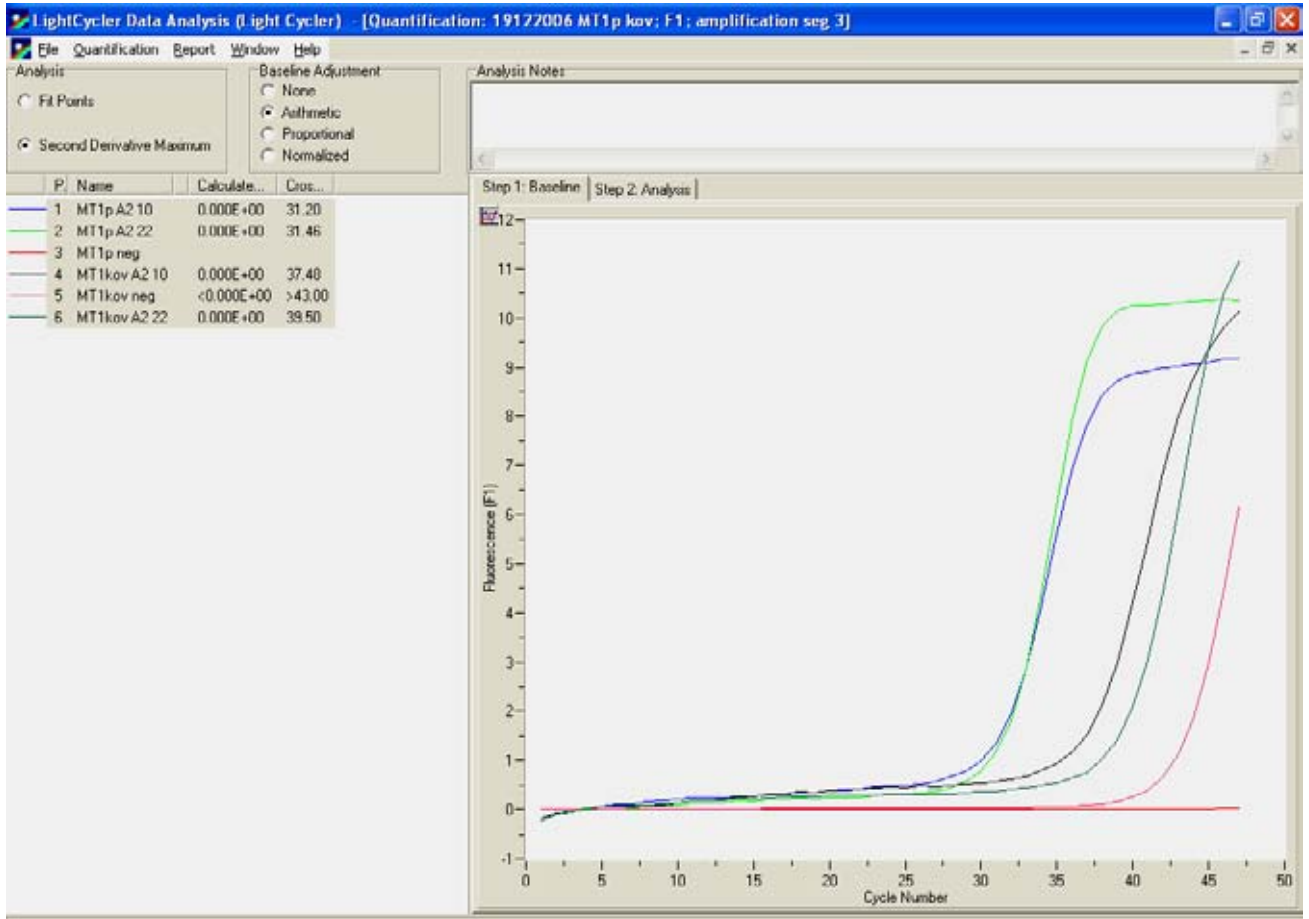 LightCycler Data Analysis (Light Cycler) - [Quantification: 19122006 MT1p kov; F1; amplification seg 3]
File Quantification Report Window Help
Analysis
Fit Points
Second Derivative Maximum
Baseline Adjustment
None
Arithmetic
Proportional
Normalized
Analysis Notes
P. Name Calculate... Cros...
1 MT1p A2 10 0.000E+00 31.20
2 MT1p A2 22 0.000E+00 31.46
3 MT1p neg
4 MT1kov A2 10 0.000E+00 37.48
5 MT1kov neg <0.000E+00 >43.00
6 MT1kov A2 22 0.000E+00 39.50
Step 1: Baseline Step 2: Analysis
12
11
10
9
8
7
6
5
4
3
2
1
0
-1
Fluorescence (F1)
0 5 10 15 20 25 30 35 40 45 50
Cycle Number